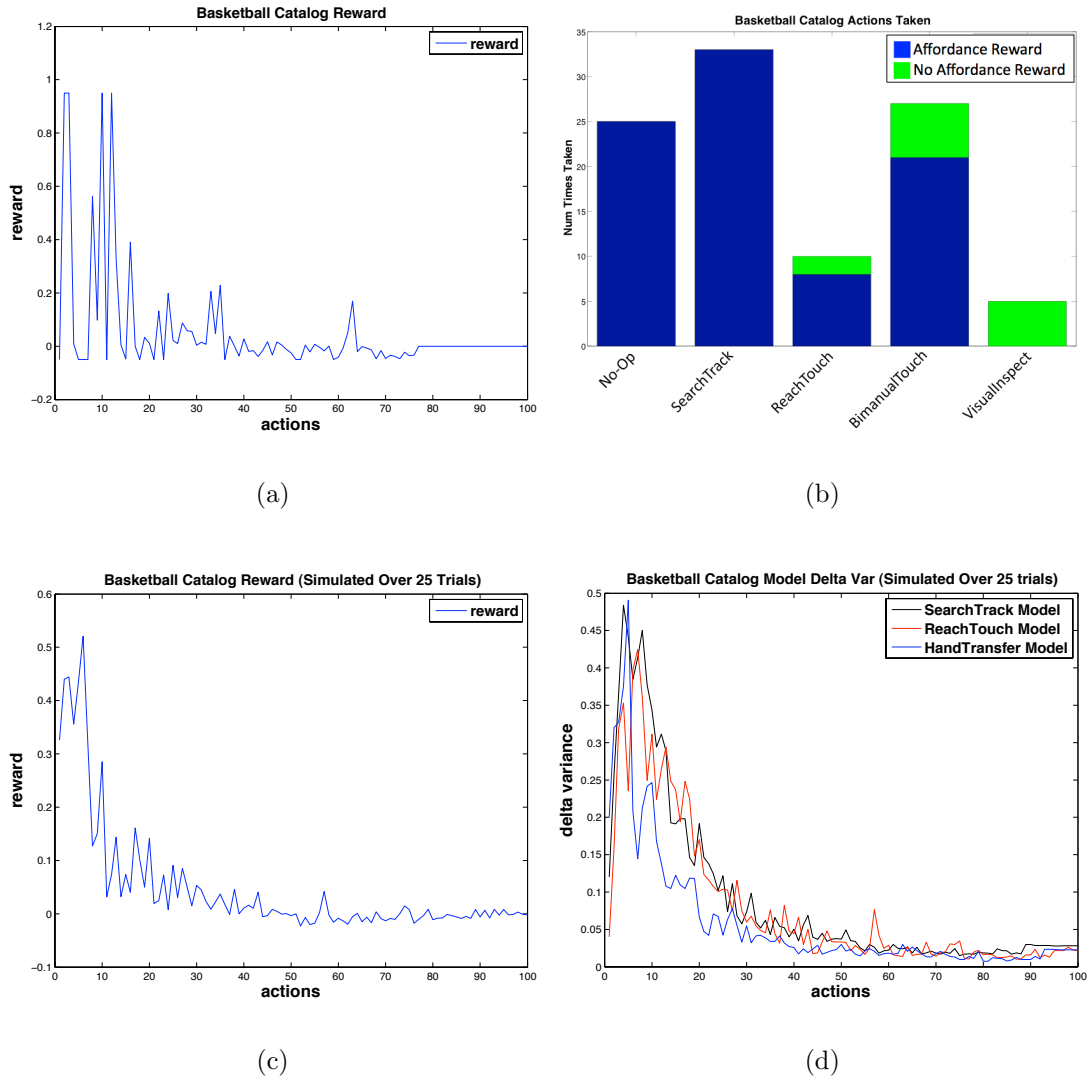 Basketball Catalog Reward
reward
1.2
1
0.8
0.6
0.4
0.2
0
−0.2
reward
0 10 20 30 40 50 60 70 80 90 100
actions
(a)
Basketball Catalog Actions Taken
Affordance Reward
No Affordance Reward
35
30
25
20
15
10
5
0
Num Times Taken
No-Op
SearchTrack
ReachTouch
BimanualTouch
VisualInspect
(b)
Basketball Catalog Reward (Simulated Over 25 Trials)
reward
0.6
0.5
0.4
0.3
0.2
0.1
0
−0.1
reward
0 10 20 30 40 50 60 70 80 90 100
actions
(c)
Basketball Catalog Model Delta Var (Simulated Over 25 trials)
SearchTrack Model
ReachTouch Model
HandTransfer Model
0.5
0.45
0.4
0.35
0.3
0.25
0.2
0.15
0.1
0.05
0
delta variance
0 10 20 30 40 50 60 70 80 90 100
actions
(d)